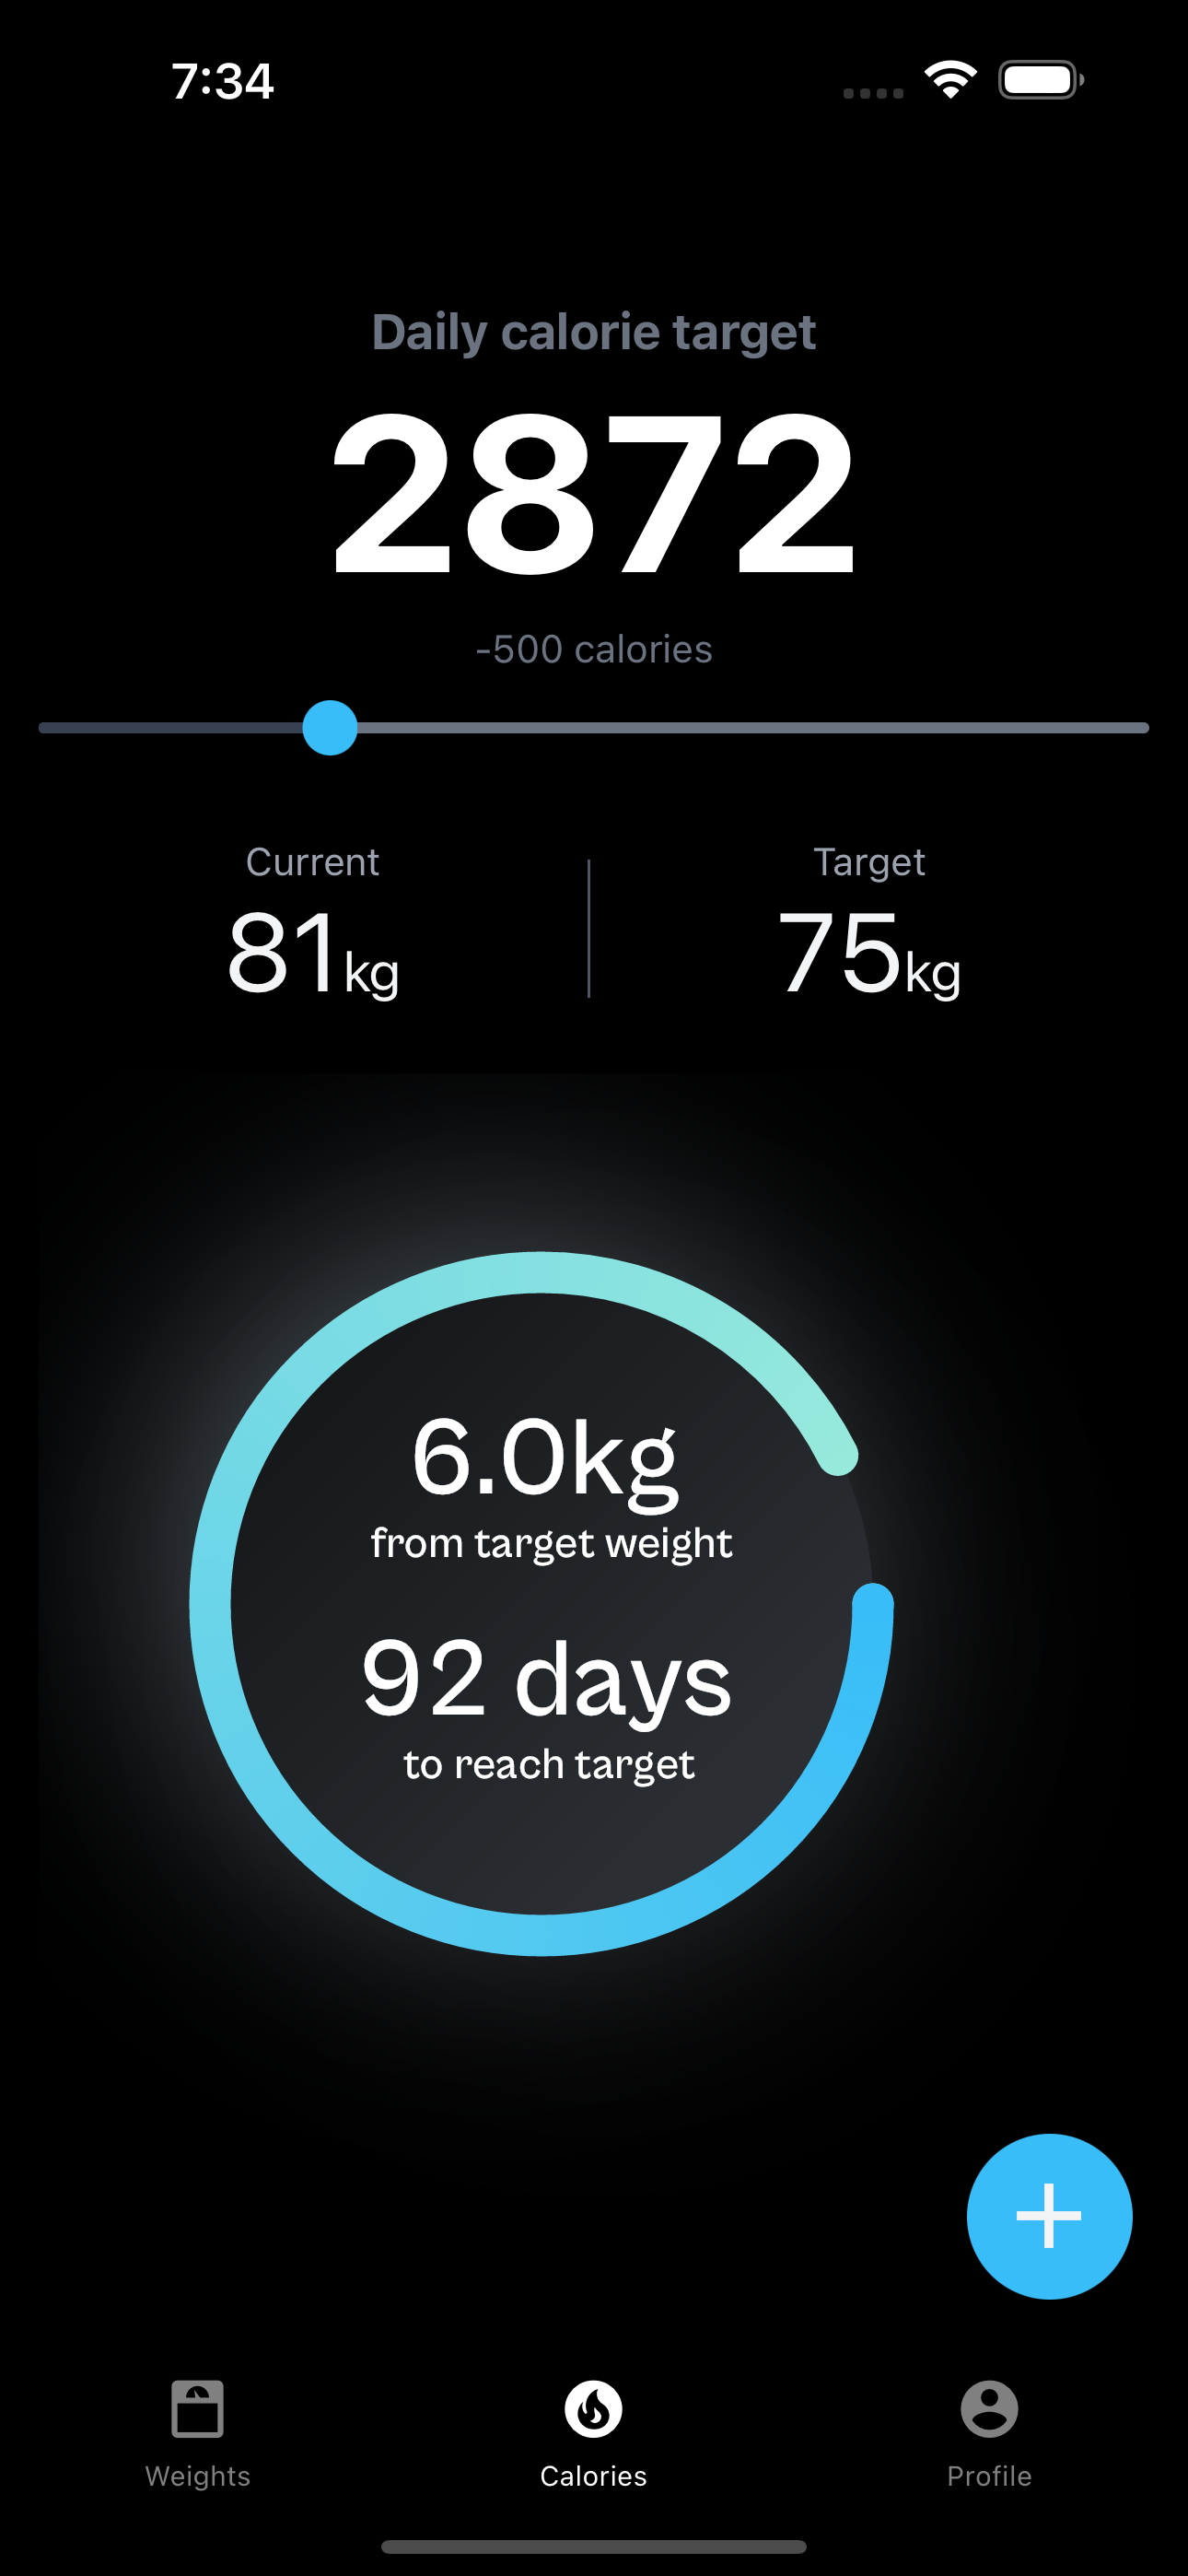 7:34
Daily calorie target
2872
-500 calories
Current
81kg
Target
75kg
6.0kg
from target weight
92 days
to reach target
Weights
Calories
Profile